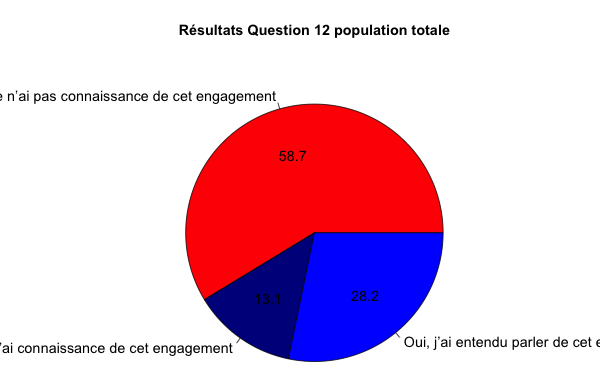 Résultats Question 12 population totale
n’ai pas connaissance de cet engagement
58.7
13.1
28.2
Oui, j’ai entendu parler de cet
’ai connaissance de cet engagement